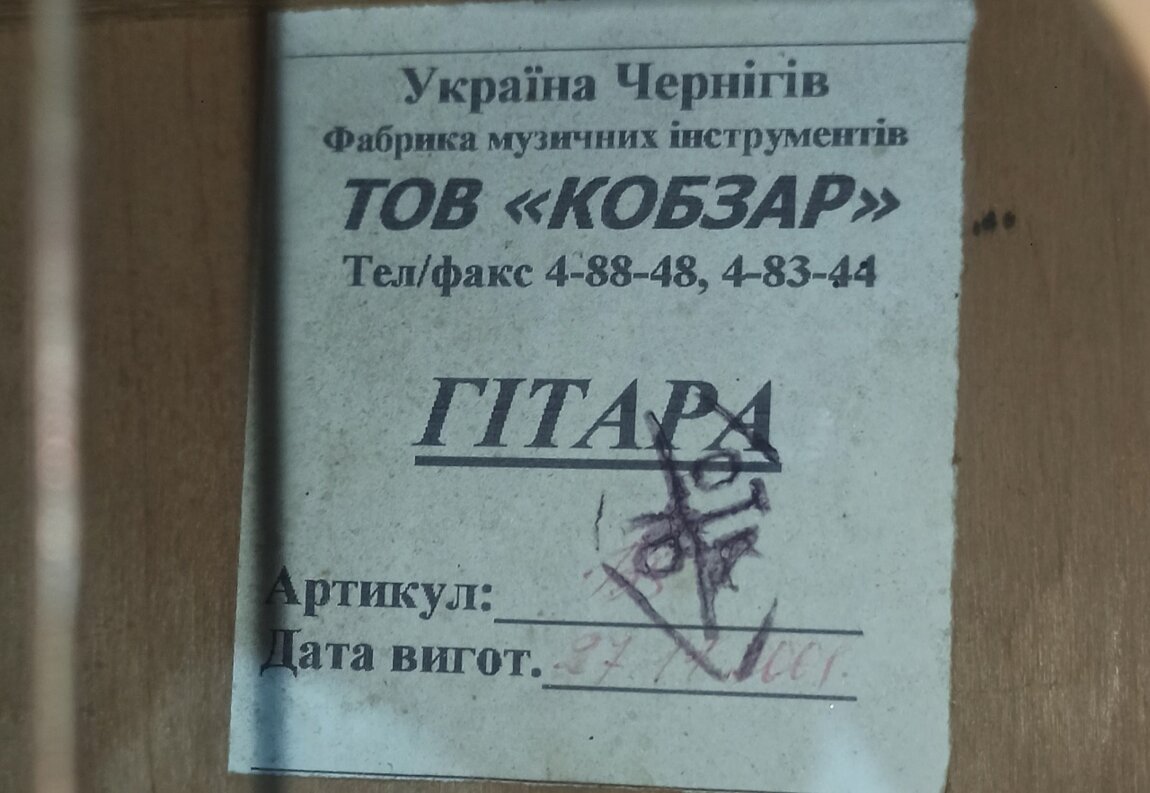 Україна Чернігів
Фабрика музичних інструментів
ТОВ «КОБЗАР»
Тел/факс 4-88-48, 4-83-44
ГІТАРА
Артикул:
Дата вигот.